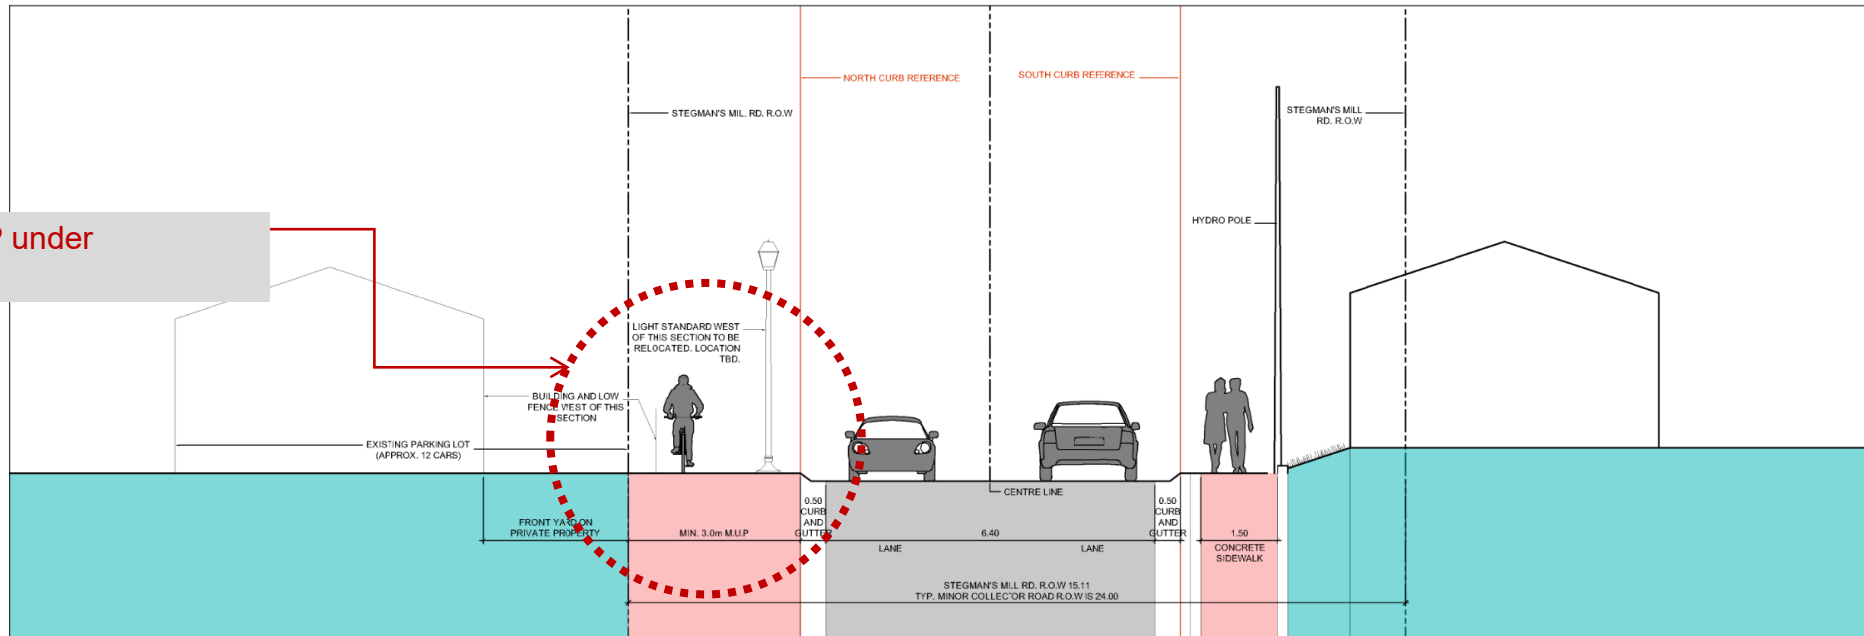 NORTH CURB REFERENCE
SOUTH CURB REFERENCE
STEGMAN'S MIL. RD. R.O.W
STEGMAN'S MILL
RD. R.O.W
HYDRO POLE
under
LIGHT STANDARD WEST
OF THIS SECTION TO BE
RELOCATED. LOCATION
TBD.
BUILDING AND LOW
FENCE WEST OF THIS
SECTION
EXISTING PARKING LOT
(APPROX. 12 CARS)
CENTRE LINE
FRONT YARD ON
PRIVATE PROPERTY
MIN. 3.0m M.U.P
0.50
CURB
AND
GUTTER
6.40
LANE
LANE
0.50
CURB
AND
GUTTER
1.50
CONCRETE
SIDEWALK
STEGMAN'S MILL RD. R.O.W 15.11
TYP. MINOR COLLECTOR ROAD R.O.W IS 24.00